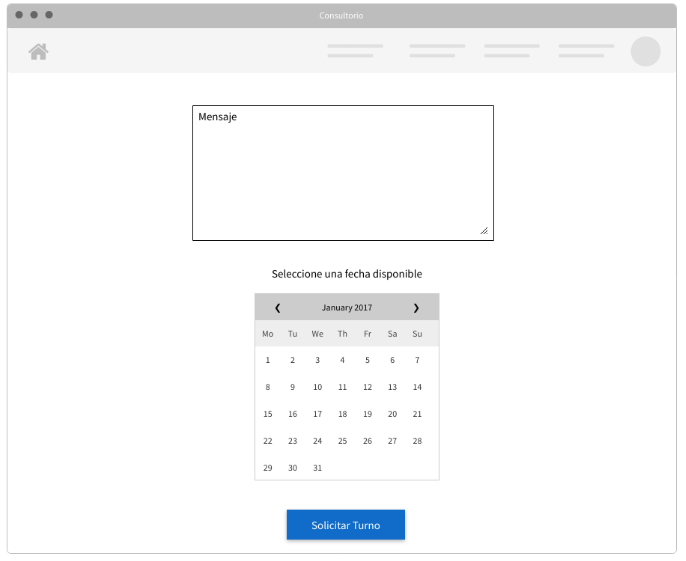 Consultorio
Mensaje
Seleccione una fecha disponible
❮ January 2017 ❯
Mo Tu We Th Fr Sa Su
1 2 3 4 5 6 7
8 9 10 11 12 13 14
15 16 17 18 19 20 21
22 23 24 25 26 27 28
29 30 31
Solicitar Turno